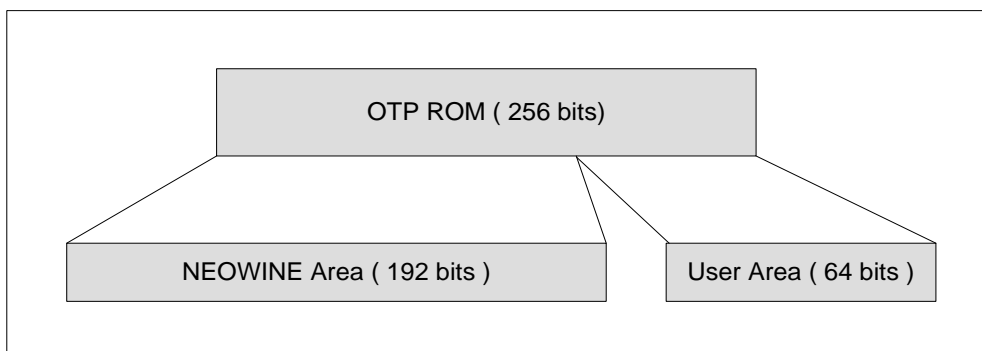 OTP ROM ( 256 bits)
NEOWINE Area ( 192 bits )
User Area ( 64 bits )